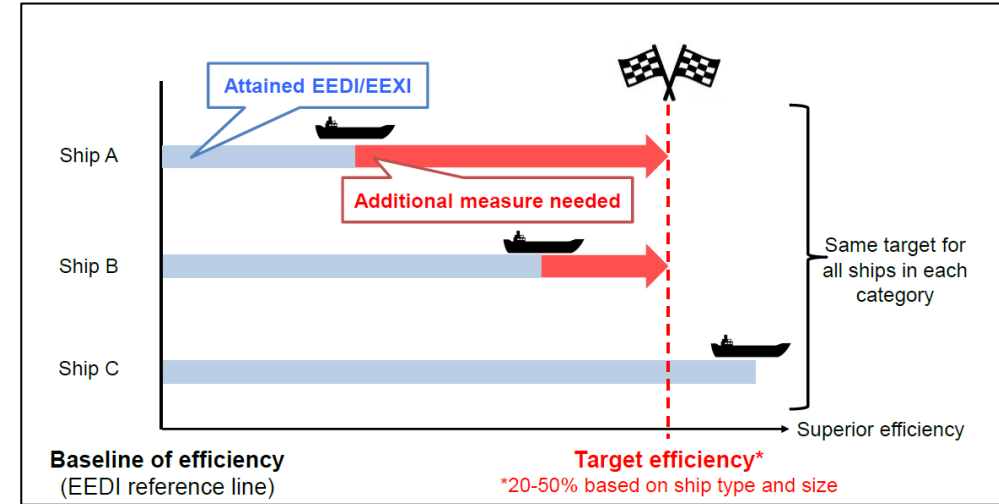 Attained EEDI/EEXI
Ship A
Additional measure needed
Ship B
Same target for
all ships in each
category
Ship C
Superior efficiency
Baseline of efficiency
(EEDI reference line)
Target efficiency*
*20-50% based on ship type and size